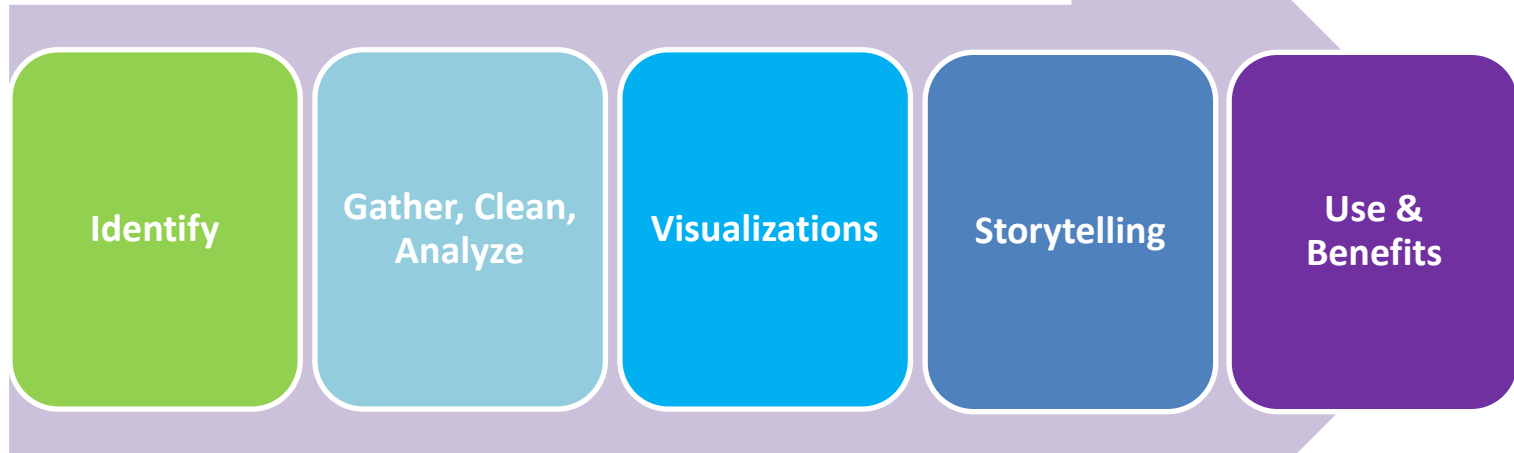 Identify
Gather, Clean,
Analyze
Visualizations
Storytelling
Use &
Benefits